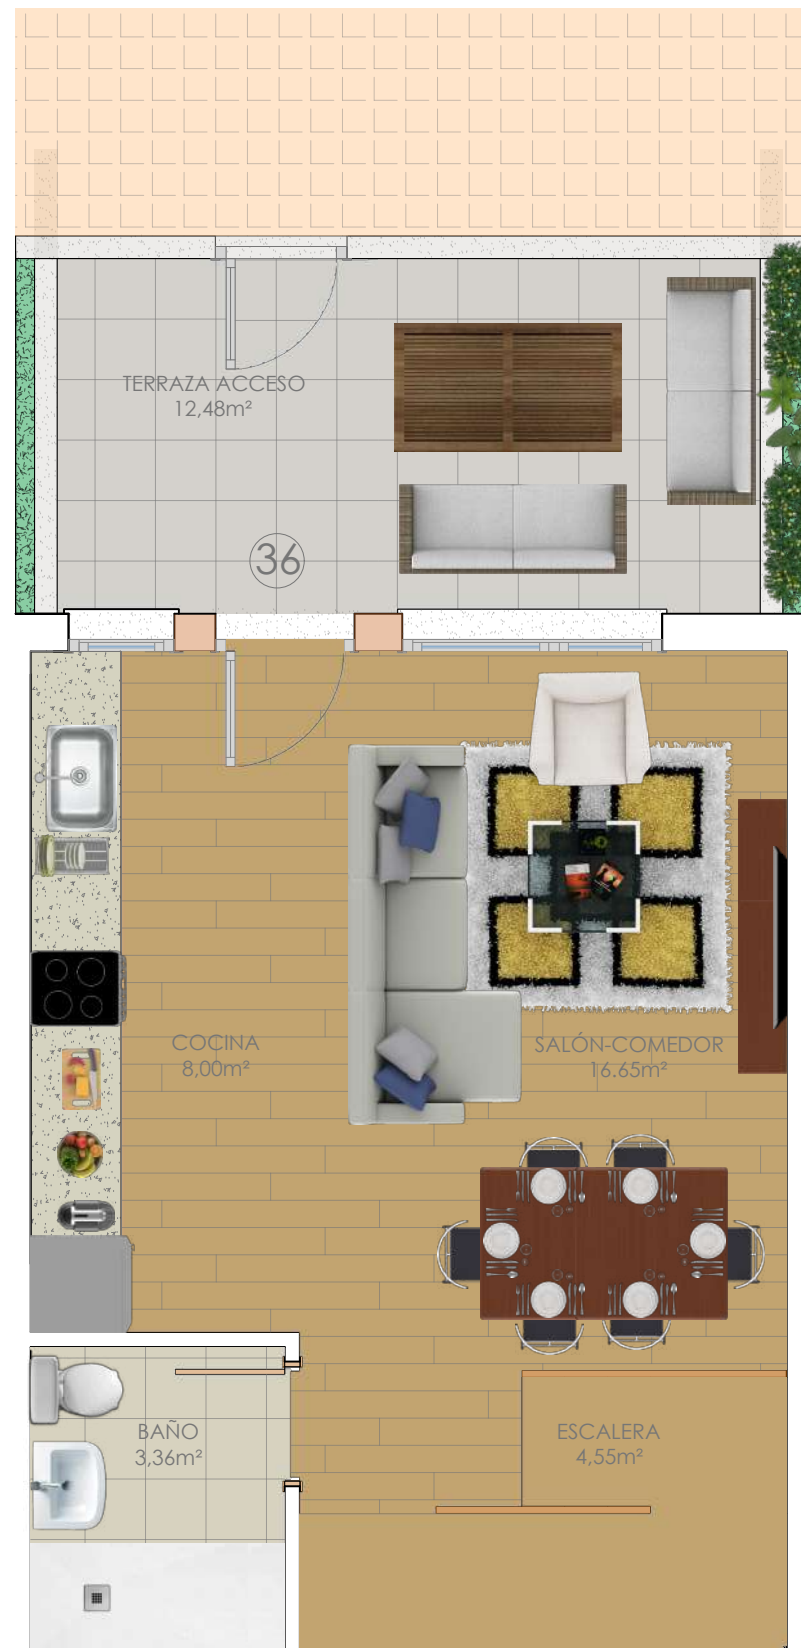 TERRAZA ACCESO
12,48m²
36
COCINA
8,00m²
SALÓN-COMEDOR
16.65m²
BAÑO
3,36m²
ESCALERA
4,55m²